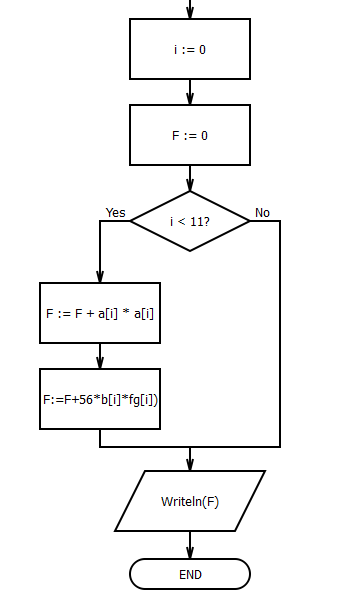 i := 0
F := 0
i < 11?
Yes
No
F := F + a[i] * a[i]
F:=F+56*b[i]*fg[i])
Writeln(F)
END